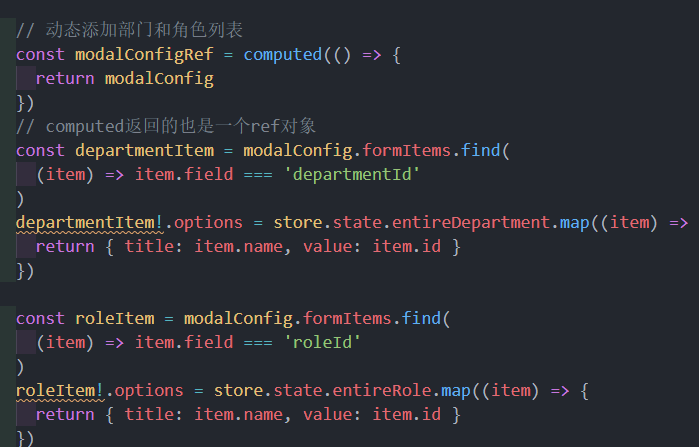 // 动态添加部门和角色列表
const modalConfigRef = computed(() => {
  return modalConfig
})
// computed返回的也是一个ref对象
const departmentItem = modalConfig.formItems.find(
  (item) => item.field === 'departmentId'
)
departmentItem!.options = store.state.entireDepartment.map((item) =>
  return { title: item.name, value: item.id }
})

const roleItem = modalConfig.formItems.find(
  (item) => item.field === 'roleId'
)
roleItem!.options = store.state.entireRole.map((item) => {
  return { title: item.name, value: item.id }
})